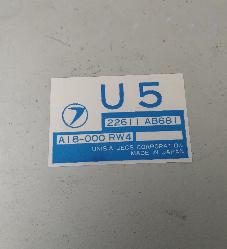 U5
22611 AB681
A18-000 RW4
UNISIA JECS CORPORATION
MADE IN JAPAN